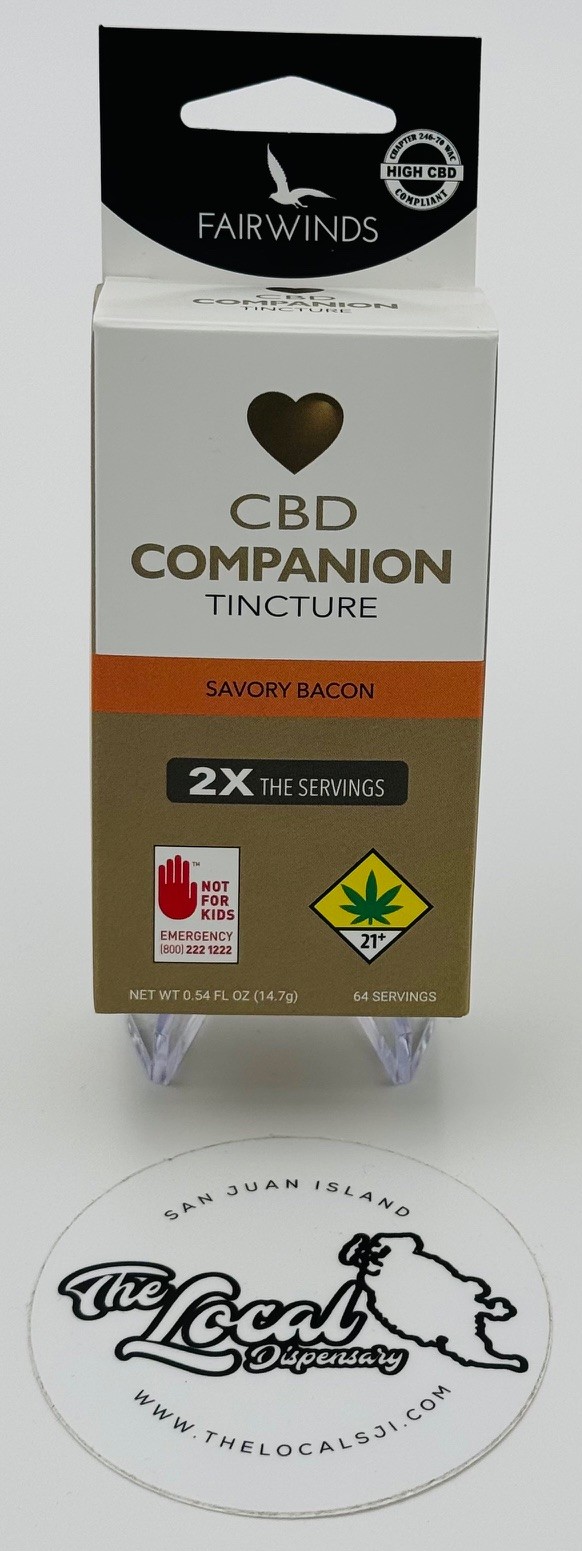 FAIRWINDS
CHAPTER 246-70 WAC
HIGH CBD
COMPLIANT
CBD
COMPANION
TINCTURE
CBD
COMPANION
TINCTURE
SAVORY BACON
2X THE SERVINGS
TM
NOT
FOR
KIDS
EMERGENCY
(800) 222 1222
21+
NET WT 0.54 FL OZ (14.7g)
64 SERVINGS
SAN JUAN ISLAND
The Local
Dispensary
WWW.THELOCALSJI.COM